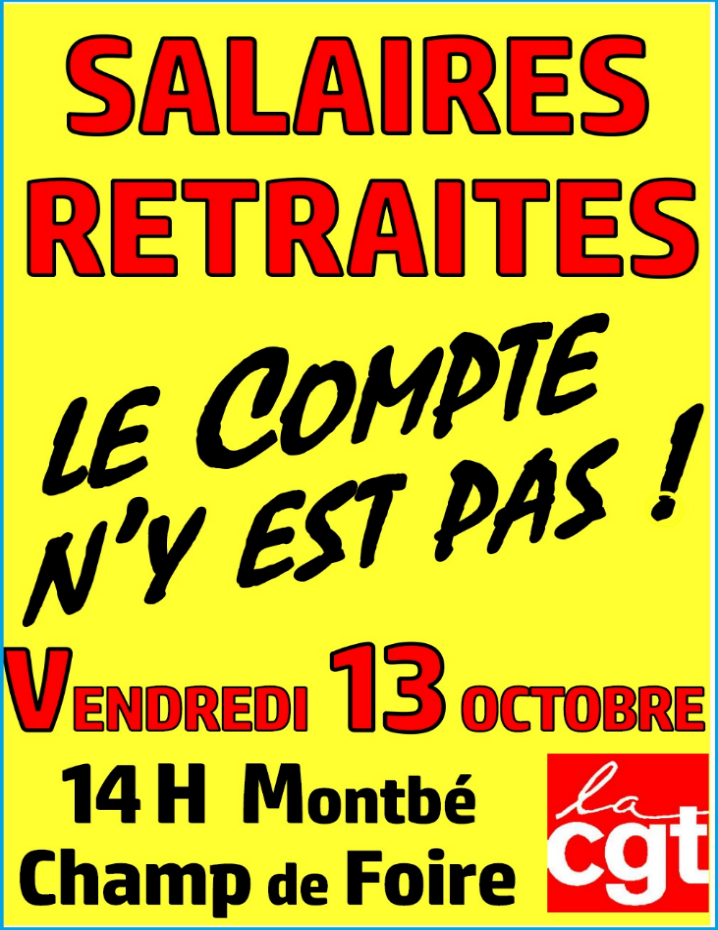 SALAIRES
RETRAITES
LE COMPTE
N'Y EST PAS !
VENDREDI 13 OCTOBRE
14 H Montbé
Champ de Foire
la
cgt